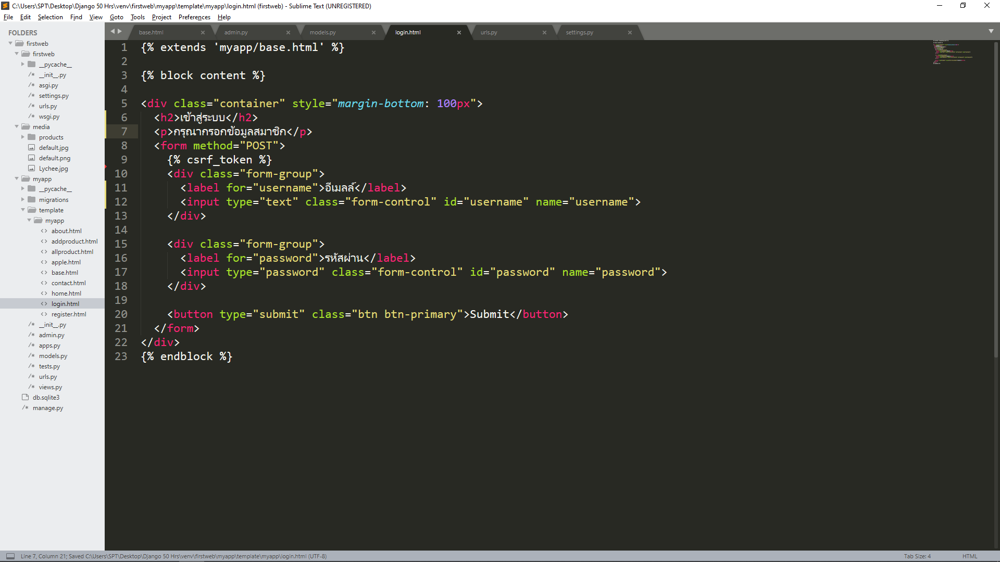 C:\Users\SPT\Desktop\Django 50 Hrs\venv\firstweb\myapp\template\myapp\login.html (firstweb) - Sublime Text (UNREGISTERED)
File Edit Selection Find View Goto Tools Project Preferences Help
FOLDERS
firstweb
firstweb
__pycache__
/* __init__.py
/* asgi.py
/* settings.py
/* urls.py
/* wsgi.py
media
products
default.jpg
default.png
Lychee.jpg
myapp
__pycache__
migrations
template
myapp
<> about.html
<> addproduct.html
<> allproduct.html
<> apple.html
<> base.html
<> contact.html
<> home.html
<> login.html
<> register.html
/* __init__.py
/* admin.py
/* apps.py
/* models.py
/* tests.py
/* urls.py
/* views.py
db.sqlite3
/* manage.py
base.html × admin.py × models.py × login.html × urls.py × settings.py ×
1 {% extends 'myapp/base.html' %}
2
3 {% block content %}
4
5 <div class="container" style="margin-bottom: 100px">
6 <h2>เข้าสู่ระบบ</h2>
7 <p>กรุณากรอกข้อมูลสมาชิก</p>
8 <form method="POST">
9 {% csrf_token %}
10 <div class="form-group">
11 <label for="username">อีเมลล์</label>
12 <input type="text" class="form-control" id="username" name="username">
13 </div>
14
15 <div class="form-group">
16 <label for="password">รหัสผ่าน</label>
17 <input type="password" class="form-control" id="password" name="password">
18 </div>
19
20 <button type="submit" class="btn btn-primary">Submit</button>
21 </form>
22 </div>
23 {% endblock %}
Line 7, Column 21; Saved C:\Users\SPT\Desktop\Django 50 Hrs\venv\firstweb\myapp\template\myapp\login.html (UTF-8) Tab Size: 4 HTML